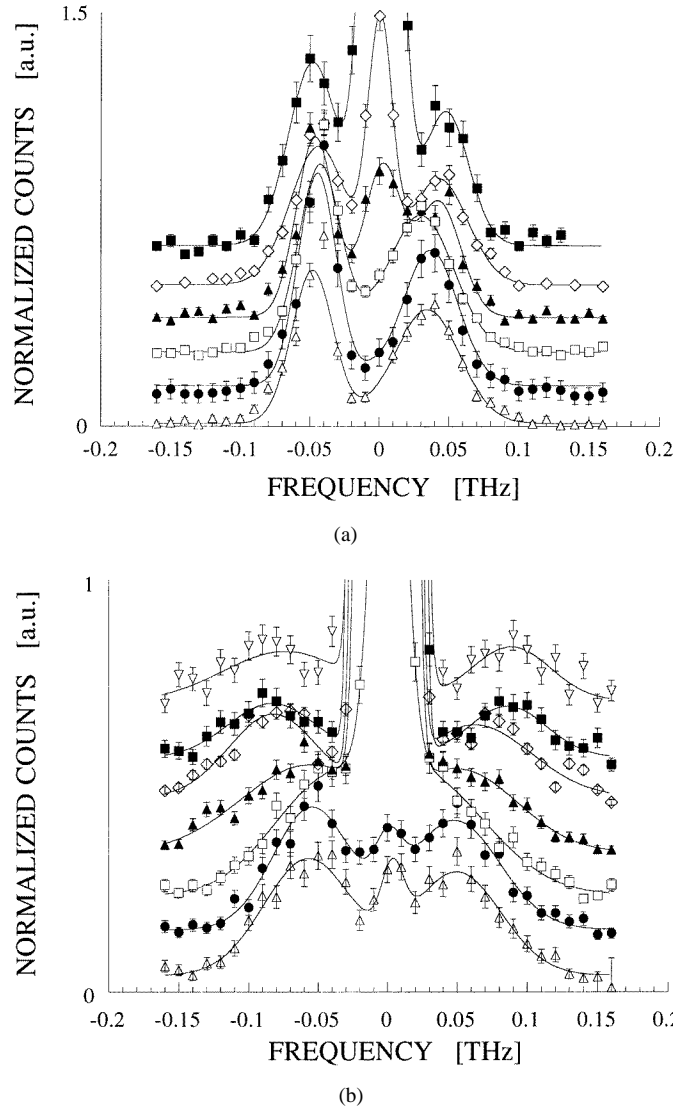 1.5
NORMALIZED COUNTS [a.u.]
0
-0.2 -0.15 -0.1 -0.05 0 0.05 0.1 0.15 0.2
FREQUENCY [THz]
(a)
1
NORMALIZED COUNTS [a.u.]
0
-0.2 -0.15 -0.1 -0.05 0 0.05 0.1 0.15 0.2
FREQUENCY [THz]
(b)